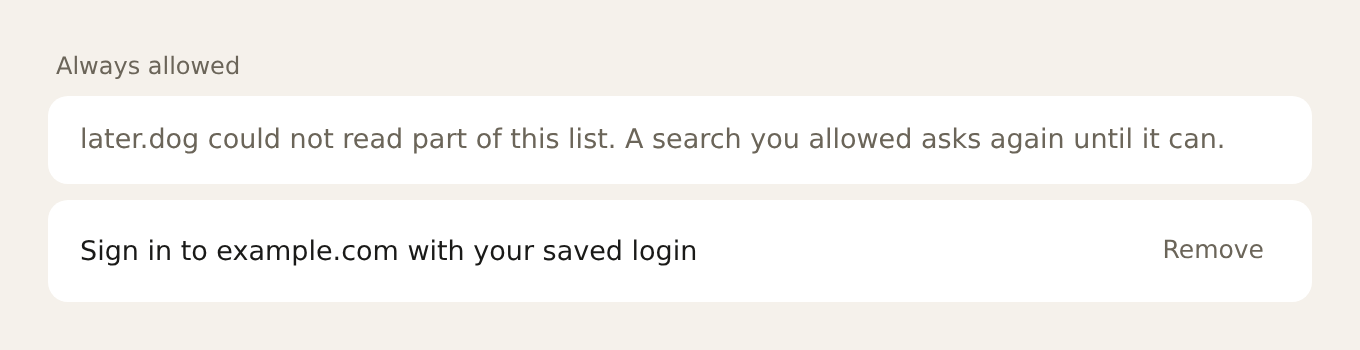 Always allowed
later.dog could not read part of this list. A search you allowed asks again until it can.
Sign in to example.com with your saved login
Remove